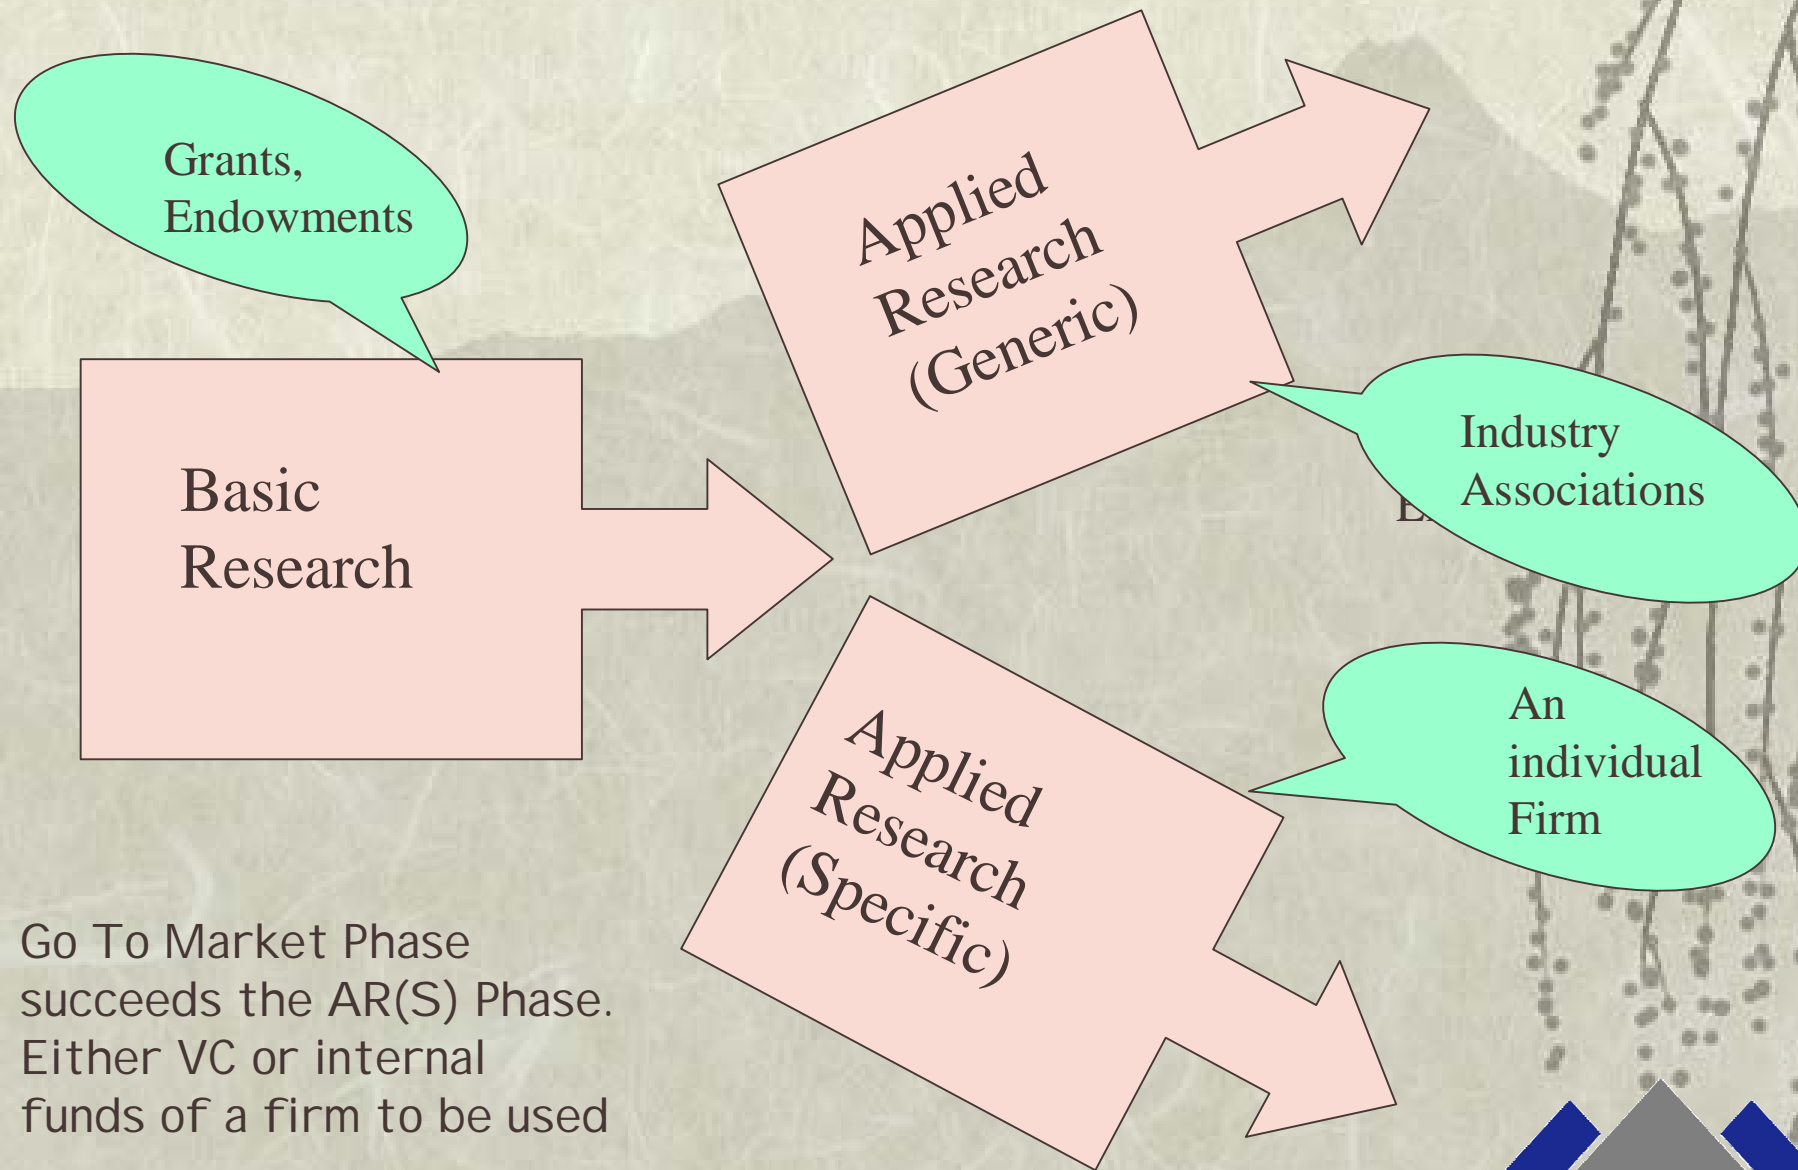 Grants,
Endowments
Basic
Research
Applied
Research
(Generic)
Industry
Associations
Applied
Research
(Specific)
An
individual
Firm
Go To Market Phase
succeeds the AR(S) Phase.
Either VC or internal
funds of a firm to be used